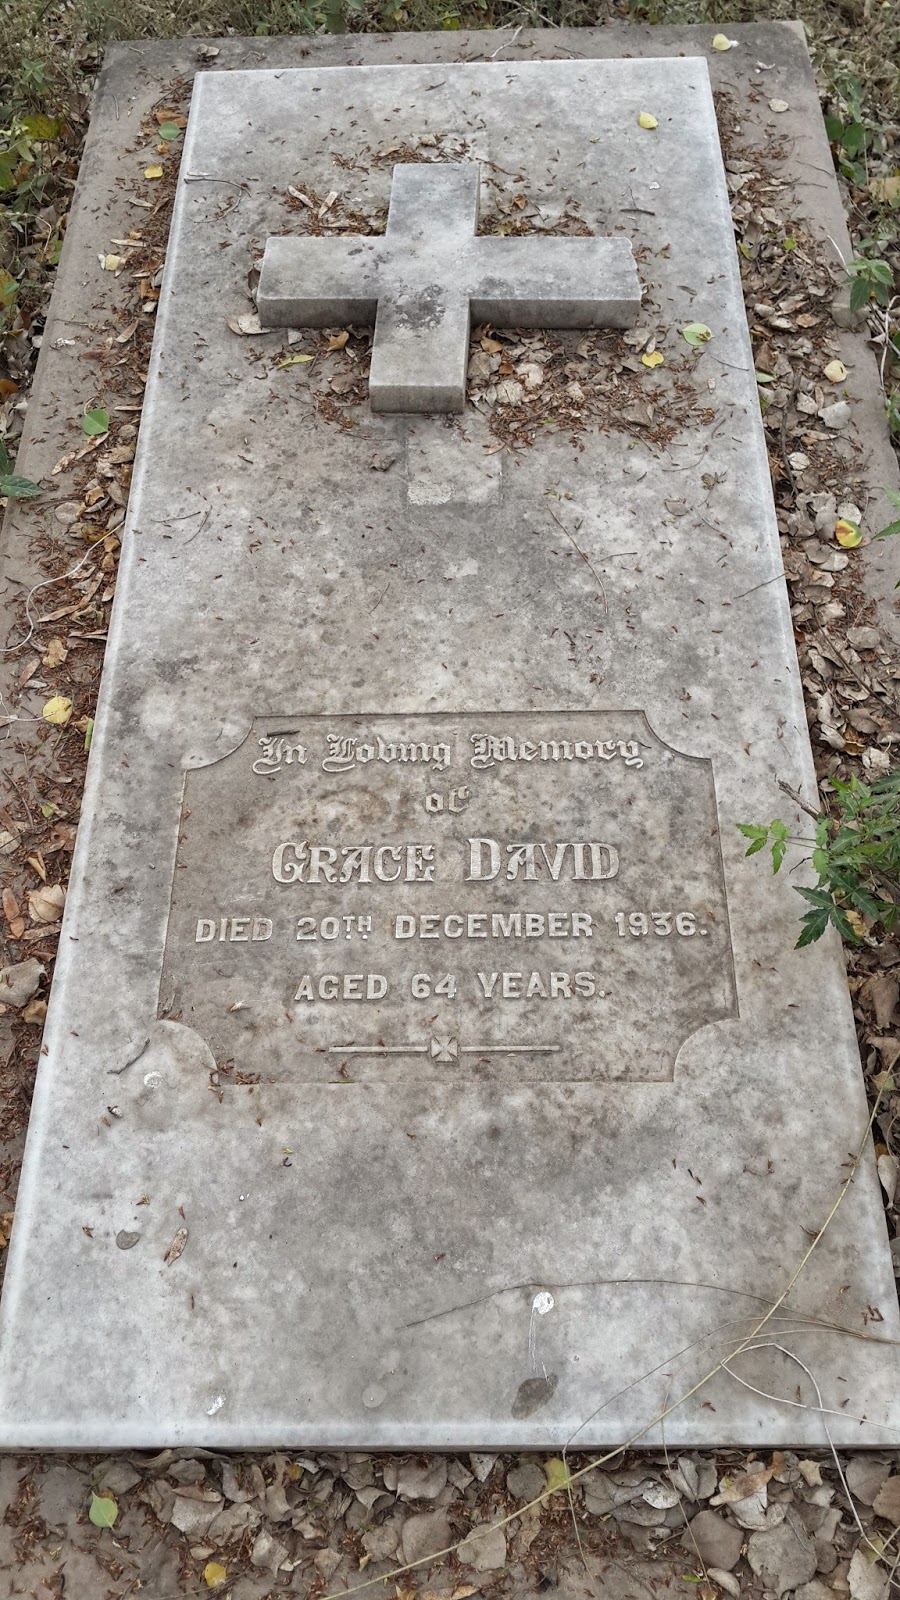 In Loving Memory
of
GRACE DAVID
DIED 20TH DECEMBER 1936.
AGED 64 YEARS.